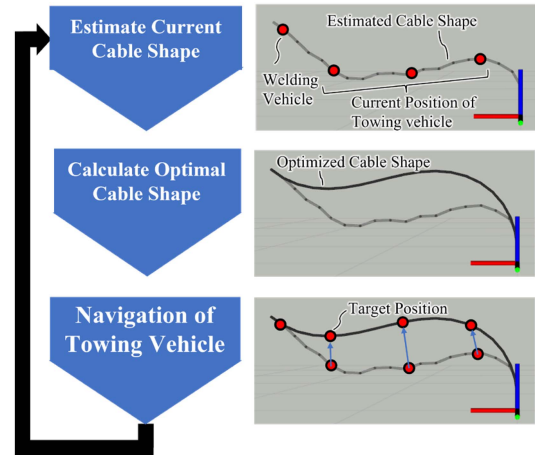 Estimate Current
Cable Shape
Estimated Cable Shape
Welding
Vehicle
Current Position of
Towing vehicle
Calculate Optimal
Cable Shape
Optimized Cable Shape
Navigation of
Towing Vehicle
Target Position